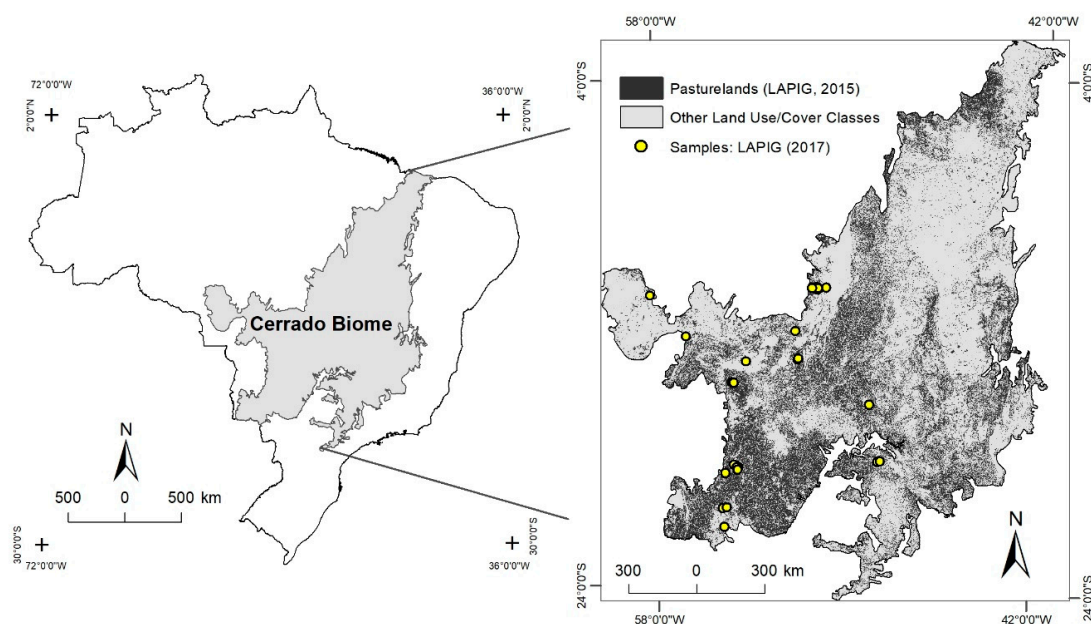 72°0'0"W
2°0'0"N
36°0'0"W
2°0'0"N
Cerrado Biome
N
500 0 500 km
30°0'0"S
72°0'0"W
36°0'0"W
30°0'0"S
58°0'0"W
42°0'0"W
4°0'0"S
4°0'0"S
Pasturelands (LAPIG, 2015)
Other Land Use/Cover Classes
Samples: LAPIG (2017)
N
300 0 300 km
24°0'0"S
24°0'0"S
58°0'0"W
42°0'0"W